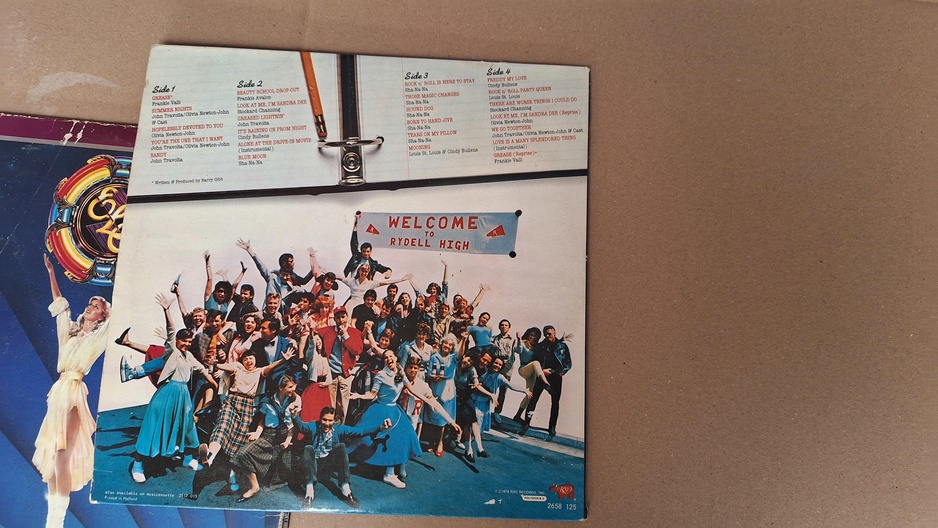 Side 1
GREASE*
Frankie Valli
SUMMER NIGHTS
John Travolta/Olivia Newton-John
& Cast
HOPELESSLY DEVOTED TO YOU
Olivia Newton-John
YOU'RE THE ONE THAT I WANT
John Travolta/Olivia Newton-John
SANDY
John Travolta
* Written & Produced by Barry Gibb
Side 2
BEAUTY SCHOOL DROP-OUT
Frankie Avalon
LOOK AT ME, I'M SANDRA DEE
Stockard Channing
GREASED LIGHTNIN'
John Travolta
IT'S RAINING ON PROM NIGHT
Cindy Bullens
ALONE AT THE DRIVE-IN MOVIE
(Instrumental)
BLUE MOON
Sha-Na-Na
Side 3
ROCK n' ROLL IS HERE TO STAY
Sha-Na-Na
THOSE MAGIC CHANGES
Sha-Na-Na
HOUND DOG
Sha-Na-Na
BORN TO HAND JIVE
Sha-Na-Na
TEARS ON MY PILLOW
Sha-Na-Na
MOONING
Louis St. Louis & Cindy Bullens
Side 4
FREDDY MY LOVE
Cindy Bullens
ROCK n' ROLL PARTY QUEEN
Louis St. Louis
THERE ARE WORSE THINGS I COULD DO
Stockard Channing
LOOK AT ME, I'M SANDRA DEE (Reprise)
Olivia Newton-John
WE GO TOGETHER
John Travolta/Olivia Newton-John & Cast
LOVE IS A MANY SPLENDORED THING
(Instrumental)
GREASE (Reprise)*
Frankie Valli
WELCOME
TO
RYDELL HIGH
R
Also available on musicassette
Printed in Holland
RSO
2658 125